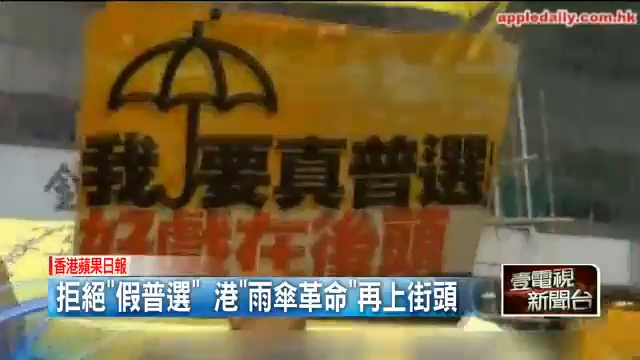 appledaily.com.hk
我要真普選
好戲在後頭
香港蘋果日報
拒絕"假普選" 港"雨傘革命"再上街頭
壹電視
新聞台